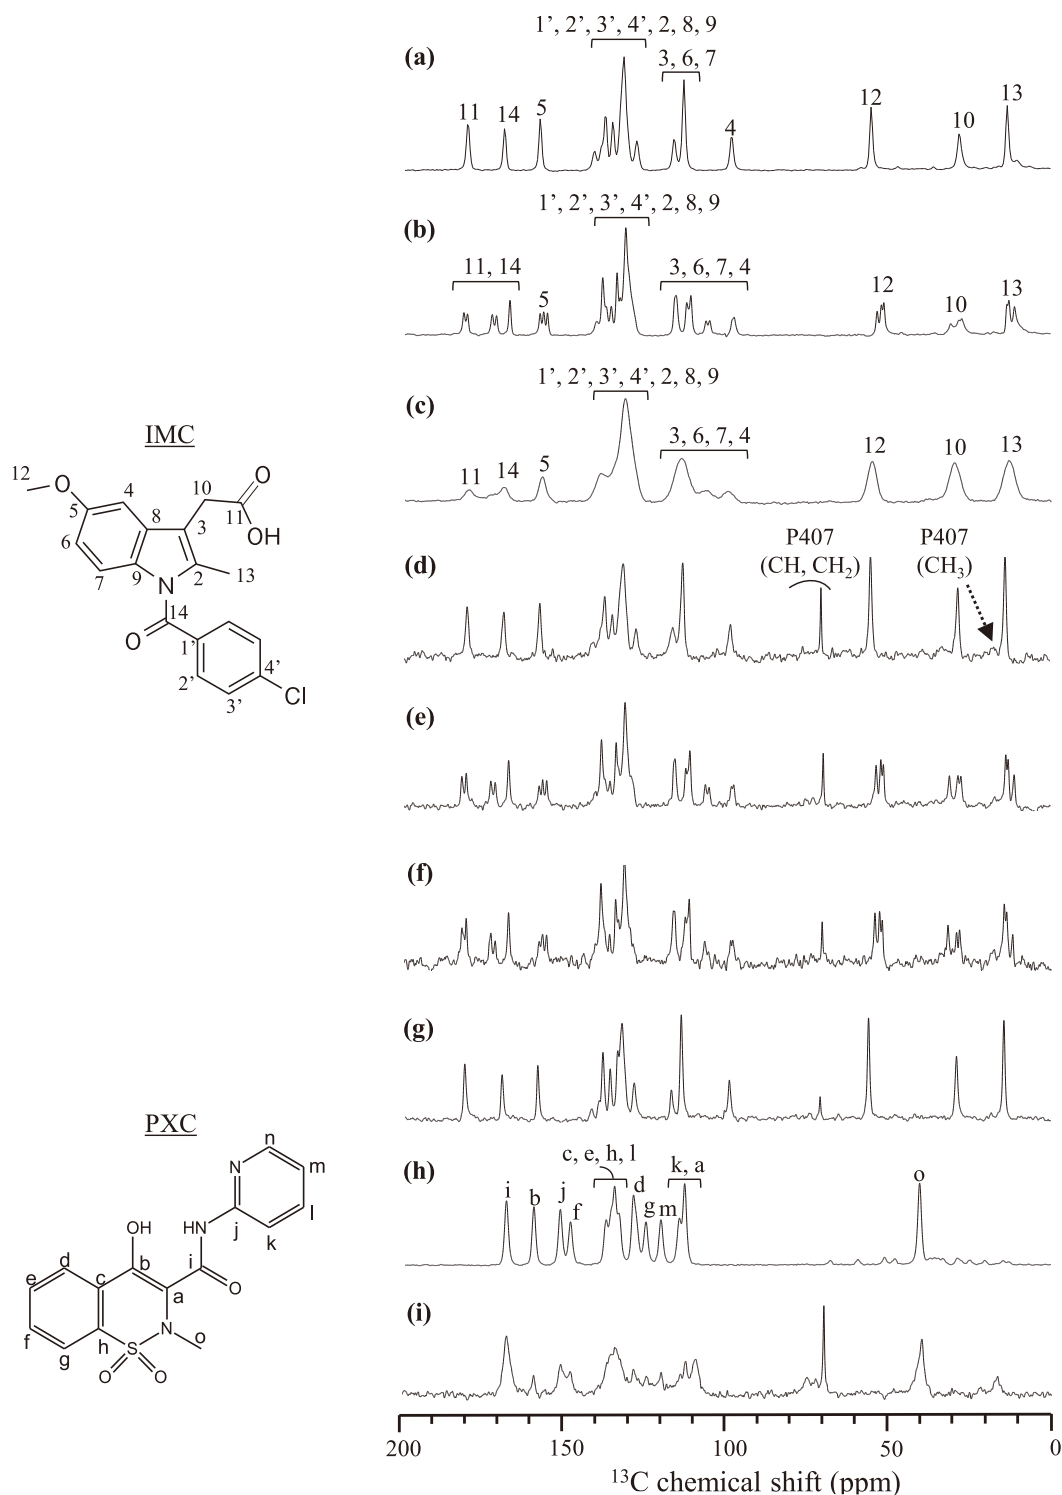 (a)
1’, 2’, 3’, 4’, 2, 8, 9
3, 6, 7
11
14
5
4
12
10
13
(b)
1’, 2’, 3’, 4’, 2, 8, 9
11, 14
5
3, 6, 7, 4
12
10
13
(c)
1’, 2’, 3’, 4’, 2, 8, 9
11
14
5
3, 6, 7, 4
12
10
13
IMC
12
O
5
4
6
7
8
9
3
2
10
11
O
OH
13
N
14
O
1’
2’
3’
4’
Cl
(d)
P407
(CH, CH2)
P407
(CH3)
(e)
(f)
(g)
PXC
n
N
m
l
k
j
HN
OH
i
O
b
a
c
d
e
f
g
h
S
N
o
O
O
(h)
i
b
j
f
c, e, h, l
d
g
m
k, a
o
(i)
200
150
100
50
0
13C chemical shift (ppm)